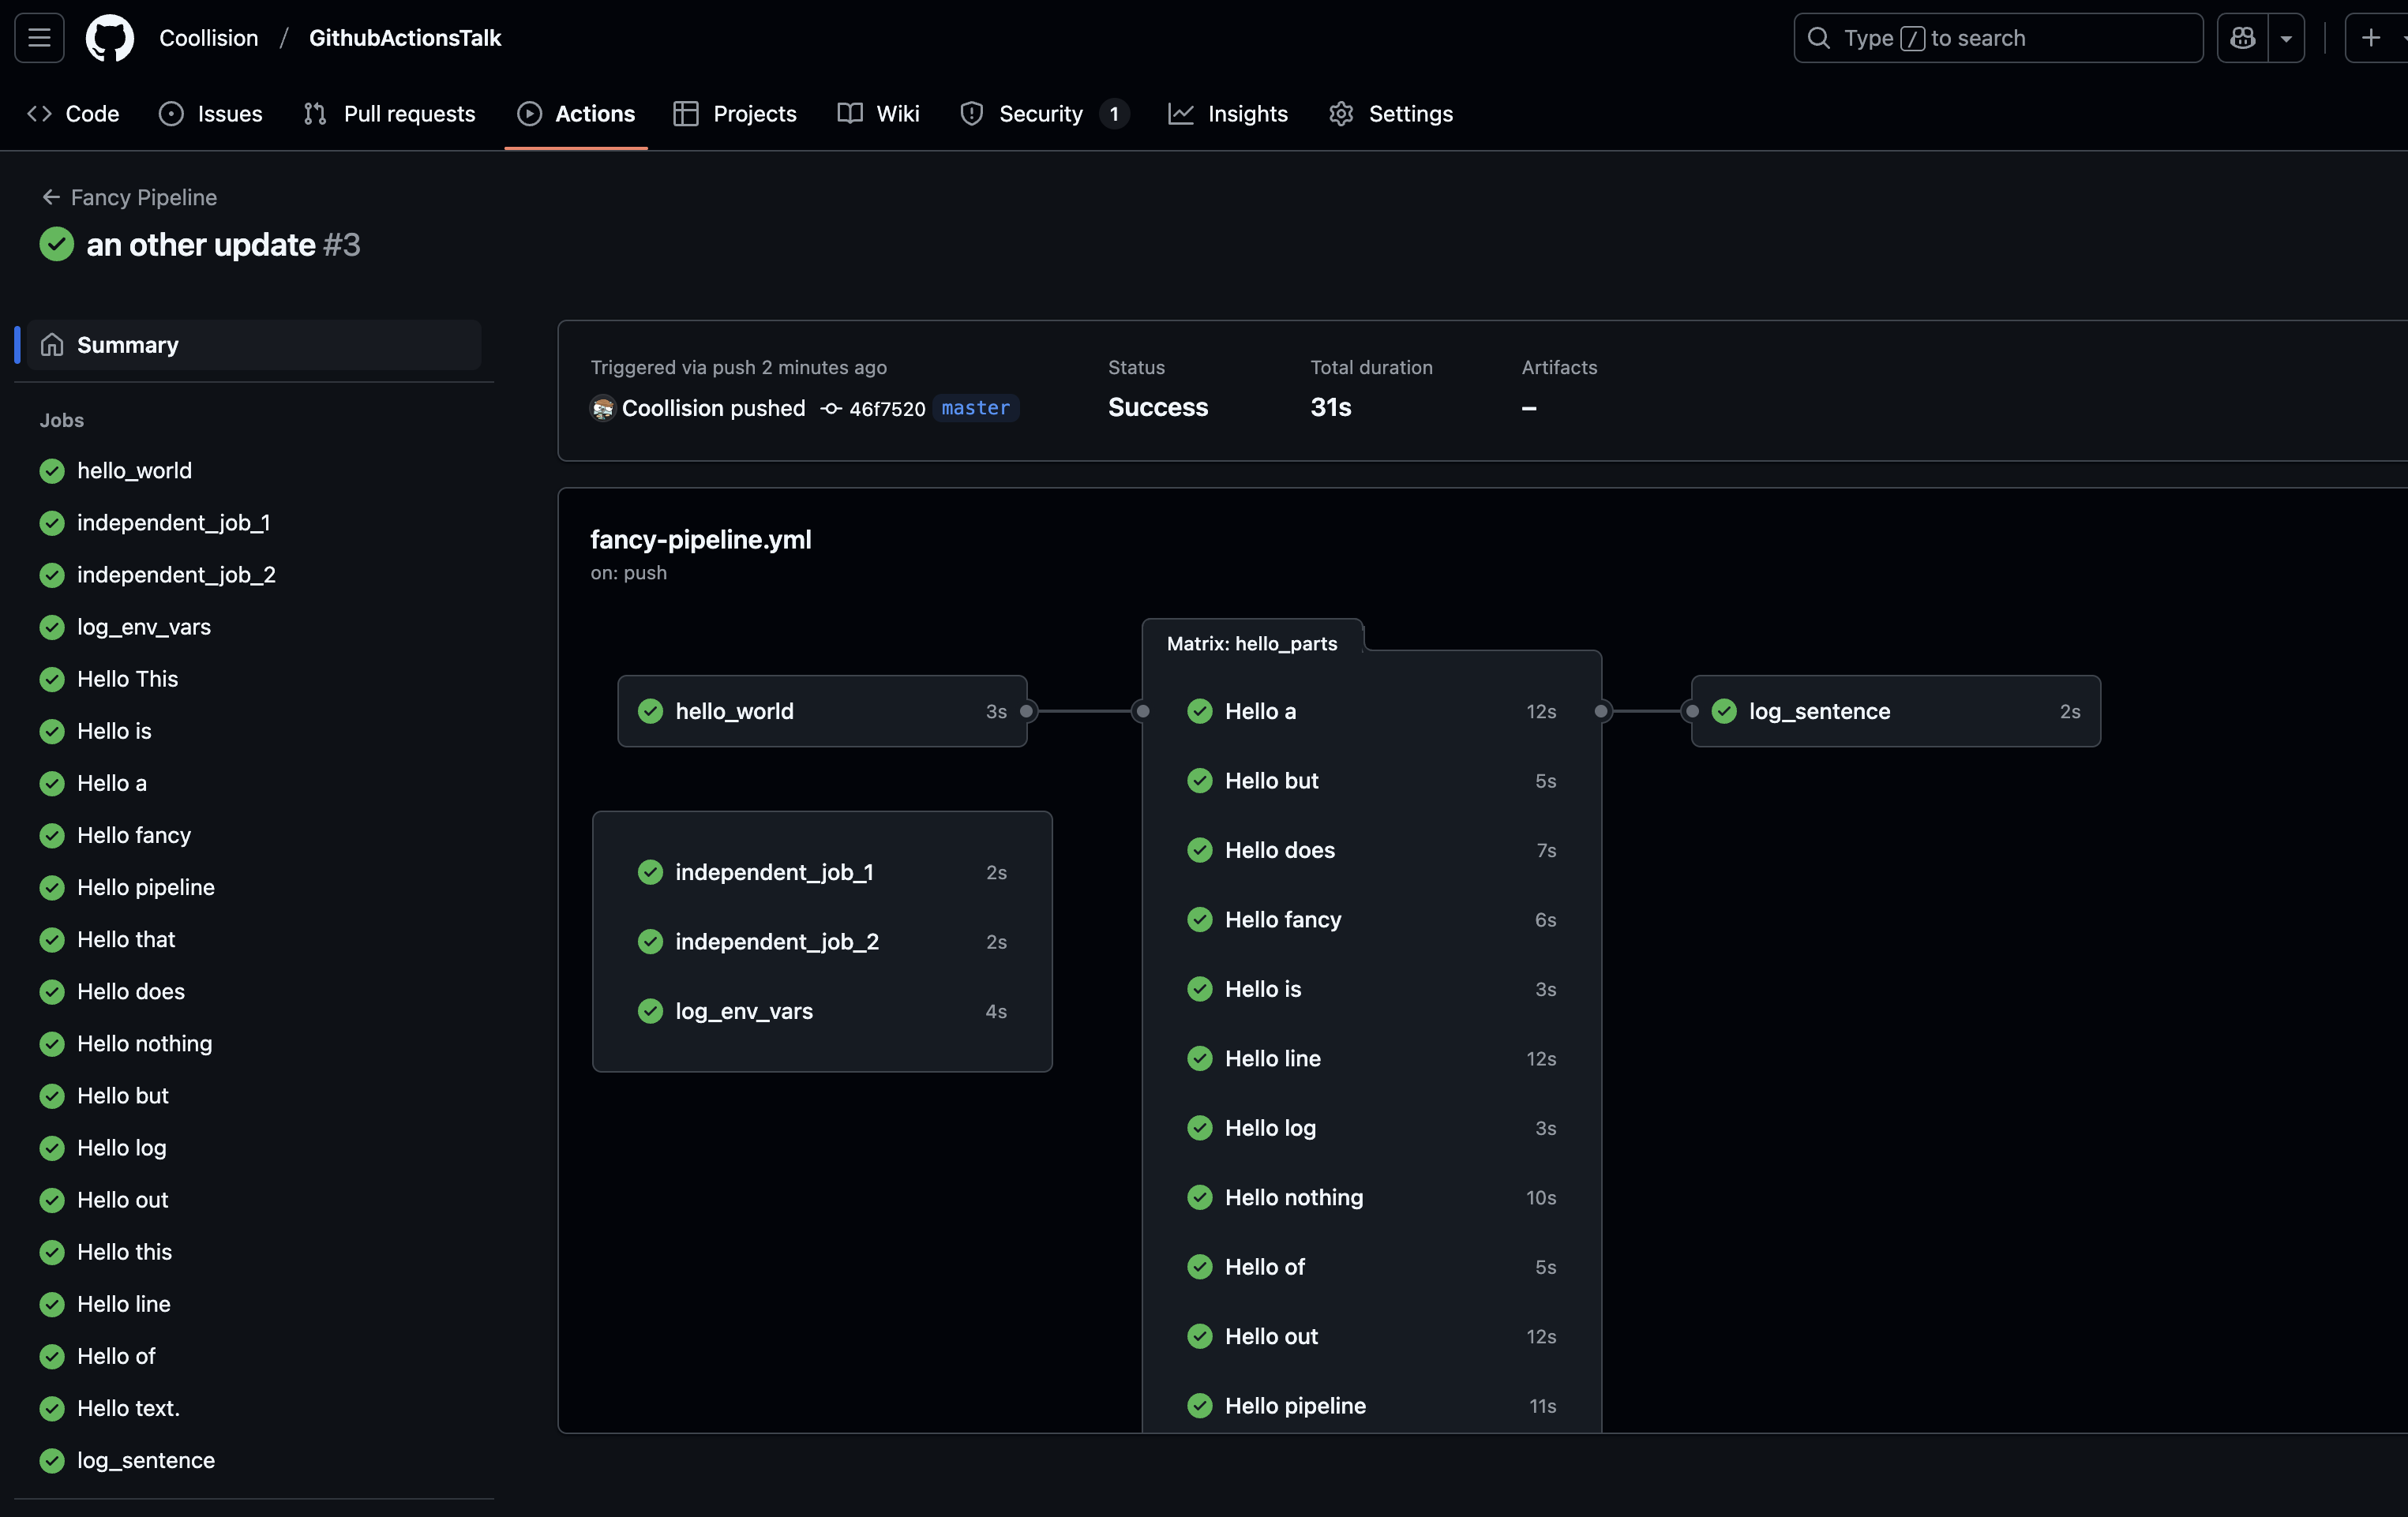 Coollision / GithubActionsTalk
Type / to search
Code Issues Pull requests Actions Projects Wiki Security 1 Insights Settings
Fancy Pipeline
an other update #3
Summary
Jobs
hello_world
independent_job_1
independent_job_2
log_env_vars
Hello This
Hello is
Hello a
Hello fancy
Hello pipeline
Hello that
Hello does
Hello nothing
Hello but
Hello log
Hello out
Hello this
Hello line
Hello of
Hello text.
log_sentence
Triggered via push 2 minutes ago
Coollision pushed 46f7520 master
Status
Success
Total duration
31s
Artifacts
–
fancy-pipeline.yml
on: push
hello_world 3s
independent_job_1 2s
independent_job_2 2s
log_env_vars 4s
Matrix: hello_parts
Hello a 12s
Hello but 5s
Hello does 7s
Hello fancy 6s
Hello is 3s
Hello line 12s
Hello log 3s
Hello nothing 10s
Hello of 5s
Hello out 12s
Hello pipeline 11s
log_sentence 2s